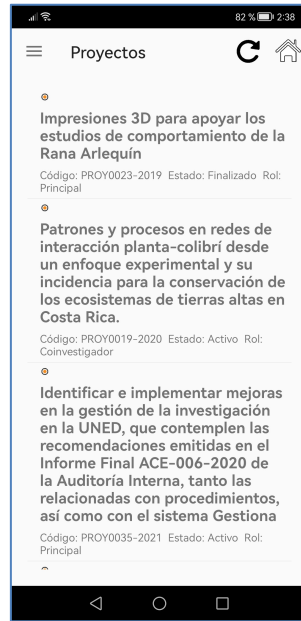 82 % 2:38
Proyectos
Impresiones 3D para apoyar los
estudios de comportamiento de la
Rana Arlequín
Código: PROY0023-2019 Estado: Finalizado Rol:
Principal
Patrones y procesos en redes de
interacción planta-colibrí desde
un enfoque experimental y su
incidencia para la conservación de
los ecosistemas de tierras altas en
Costa Rica.
Código: PROY0019-2020 Estado: Activo Rol:
Coinvestigador
Identificar e implementar mejoras
en la gestión de la investigación
en la UNED, que contemplen las
recomendaciones emitidas en el
Informe Final ACE-006-2020 de
la Auditoría Interna, tanto las
relacionadas con procedimientos,
así como con el sistema Gestiona
Código: PROY0035-2021 Estado: Activo Rol:
Principal